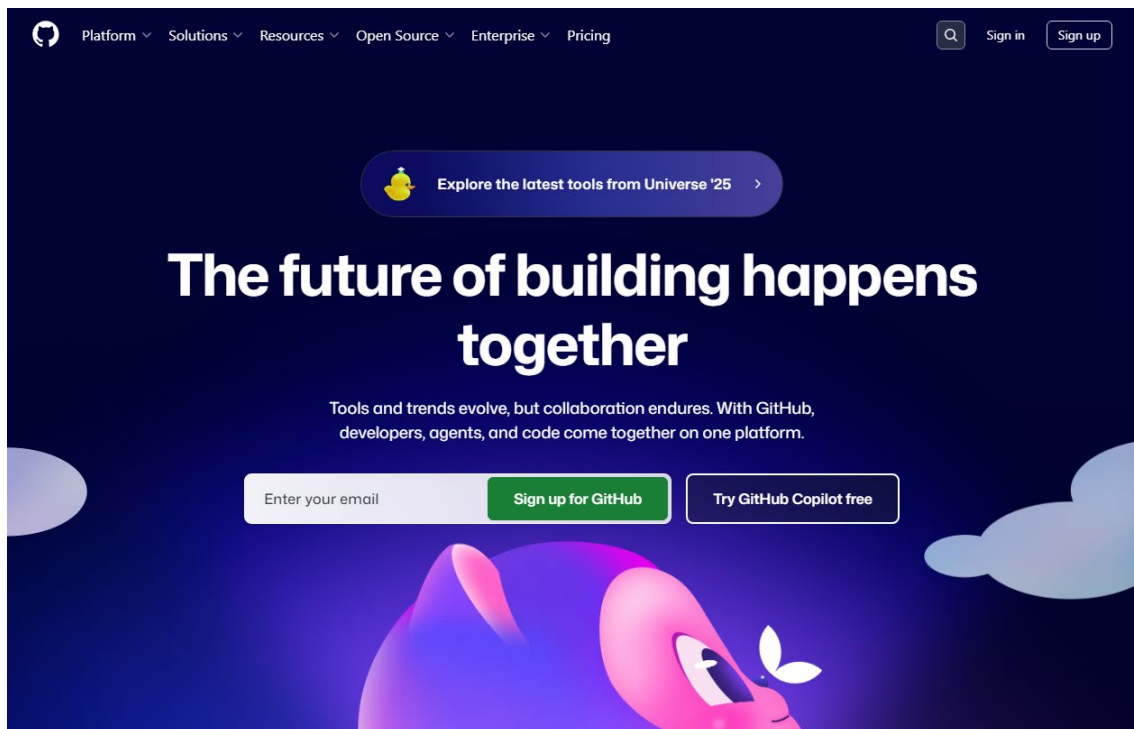 Platform
Solutions
Resources
Open Source
Enterprise
Pricing
Sign in
Sign up
Explore the latest tools from Universe '25
The future of building happens
together
Tools and trends evolve, but collaboration endures. With GitHub,
developers, agents, and code come together on one platform.
Enter your email
Sign up for GitHub
Try GitHub Copilot free